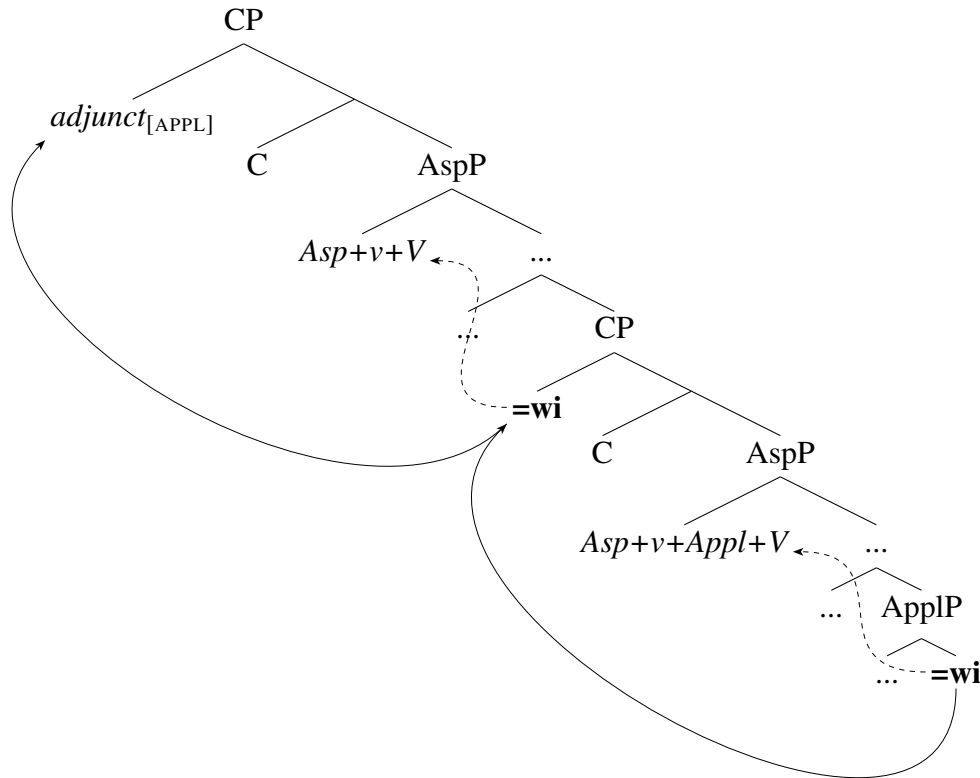 CP
adjunct[APPL]
C
AspP
Asp+v+V
...
...
CP
=wi
C
AspP
Asp+v+Appl+V
...
...
ApplP
...
=wi